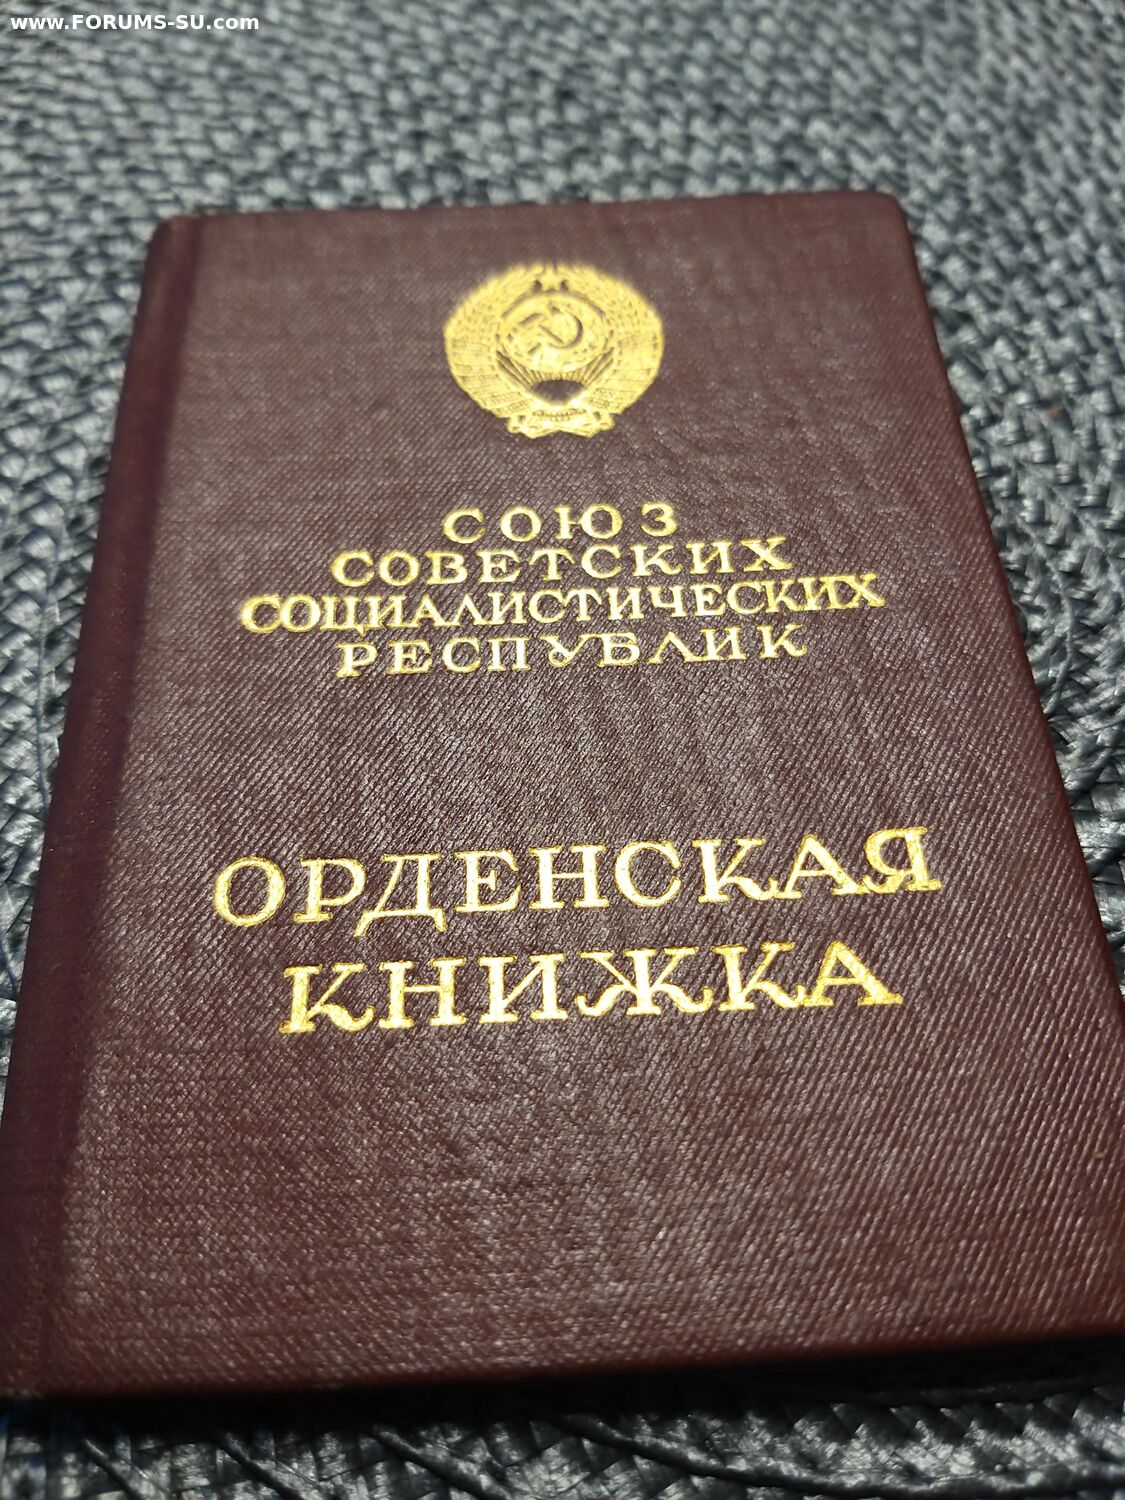 www.FORUMS-SU.com
СОЮЗ
СОВЕТСКИХ
СОЦИАЛИСТИЧЕСКИХ
РЕСПУБЛИК
ОРДЕНСКАЯ
КНИЖКА